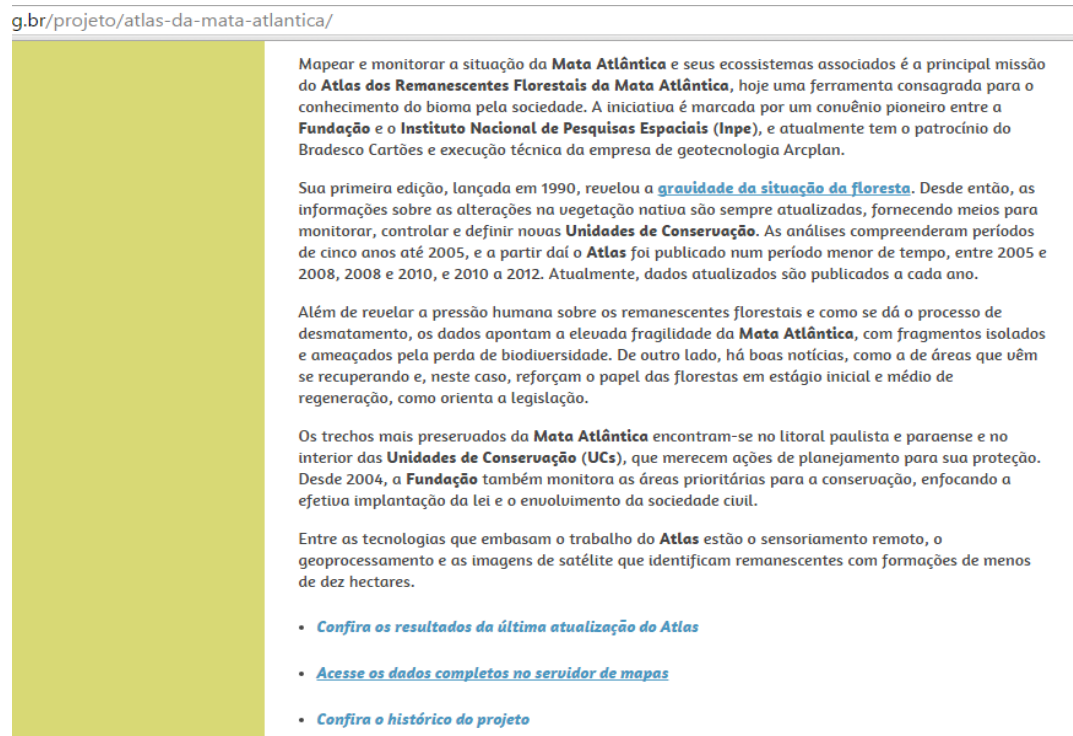 g.br/projeto/atlas-da-mata-atlantica/
Mapear e monitorar a situação da Mata Atlântica e seus ecossistemas associados é a principal missão
do Atlas dos Remanescentes Florestais da Mata Atlântica, hoje uma ferramenta consagrada para o
conhecimento do bioma pela sociedade. A iniciativa é marcada por um convênio pioneiro entre a
Fundação e o Instituto Nacional de Pesquisas Espaciais (Inpe), e atualmente tem o patrocínio do
Bradesco Cartões e execução técnica da empresa de geotecnologia Arcplan.
Sua primeira edição, lançada em 1990, revelou a gravidade da situação da floresta. Desde então, as
informações sobre as alterações na vegetação nativa são sempre atualizadas, fornecendo meios para
monitorar, controlar e definir novas Unidades de Conservação. As análises compreenderam períodos
de cinco anos até 2005, e a partir daí o Atlas foi publicado num período menor de tempo, entre 2005 e
2008, 2008 e 2010, e 2010 a 2012. Atualmente, dados atualizados são publicados a cada ano.
Além de revelar a pressão humana sobre os remanescentes florestais e como se dá o processo de
desmatamento, os dados apontam a elevada fragilidade da Mata Atlântica, com fragmentos isolados
e ameaçados pela perda de biodiversidade. De outro lado, há boas notícias, como a de áreas que vêm
se recuperando e, neste caso, reforçam o papel das florestas em estágio inicial e médio de
regeneração, como orienta a legislação.
Os trechos mais preservados da Mata Atlântica encontram-se no litoral paulista e paraense e no
interior das Unidades de Conservação (UCs), que merecem ações de planejamento para sua proteção.
Desde 2004, a Fundação também monitora as áreas prioritárias para a conservação, enfocando a
efetiva implantação da lei e o envolvimento da sociedade civil.
Entre as tecnologias que embasam o trabalho do Atlas estão o sensoriamento remoto, o
geoprocessamento e as imagens de satélite que identificam remanescentes com formações de menos
de dez hectares.
• Confira os resultados da última atualização do Atlas
• Acesse os dados completos no servidor de mapas
• Confira o histórico do projeto